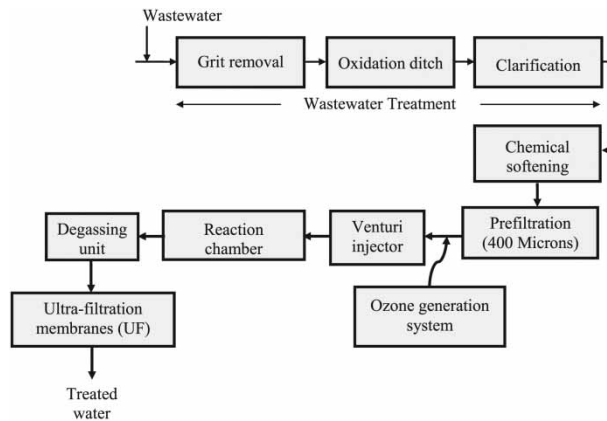 Wastewater
Grit removal
Oxidation ditch
Clarification
Wastewater Treatment
Chemical
softening
Prefiltration
(400 Microns)
Venturi
injector
Reaction
chamber
Degassing
unit
Ozone generation
system
Ultra-filtration
membranes (UF)
Treated
water